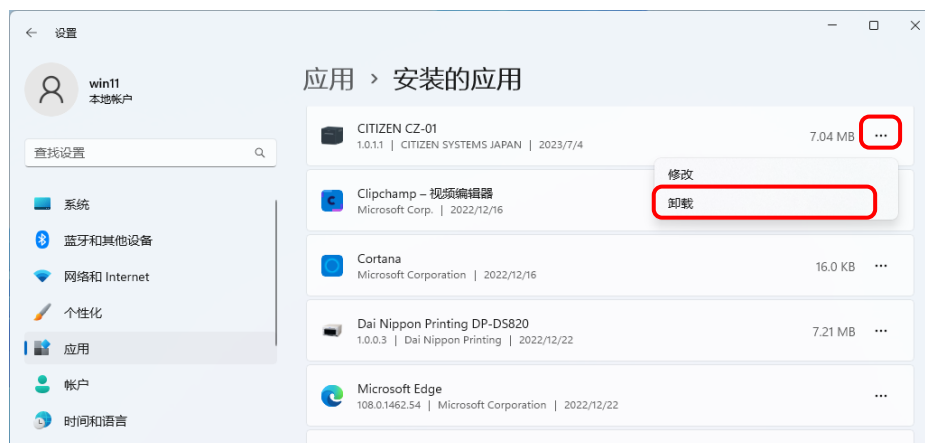 设置
win11
本地帐户
查找设置
系统
蓝牙和其他设备
网络和 Internet
个性化
应用
帐户
时间和语言
应用 › 安装的应用
CITIZEN CZ-01
1.0.1.1 | CITIZEN SYSTEMS JAPAN | 2023/7/4
7.04 MB
修改
卸载
Clipchamp – 视频编辑器
Microsoft Corp. | 2022/12/16
Cortana
Microsoft Corporation | 2022/12/16
16.0 KB
Dai Nippon Printing DP-DS820
1.0.0.3 | Dai Nippon Printing | 2022/12/22
7.21 MB
Microsoft Edge
108.0.1462.54 | Microsoft Corporation | 2022/12/22